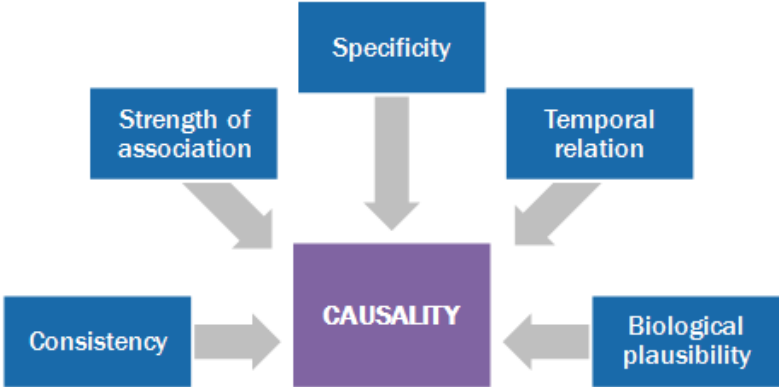 Specificity
Strength of
association
Temporal
relation
CAUSALITY
Consistency
Biological
plausibility